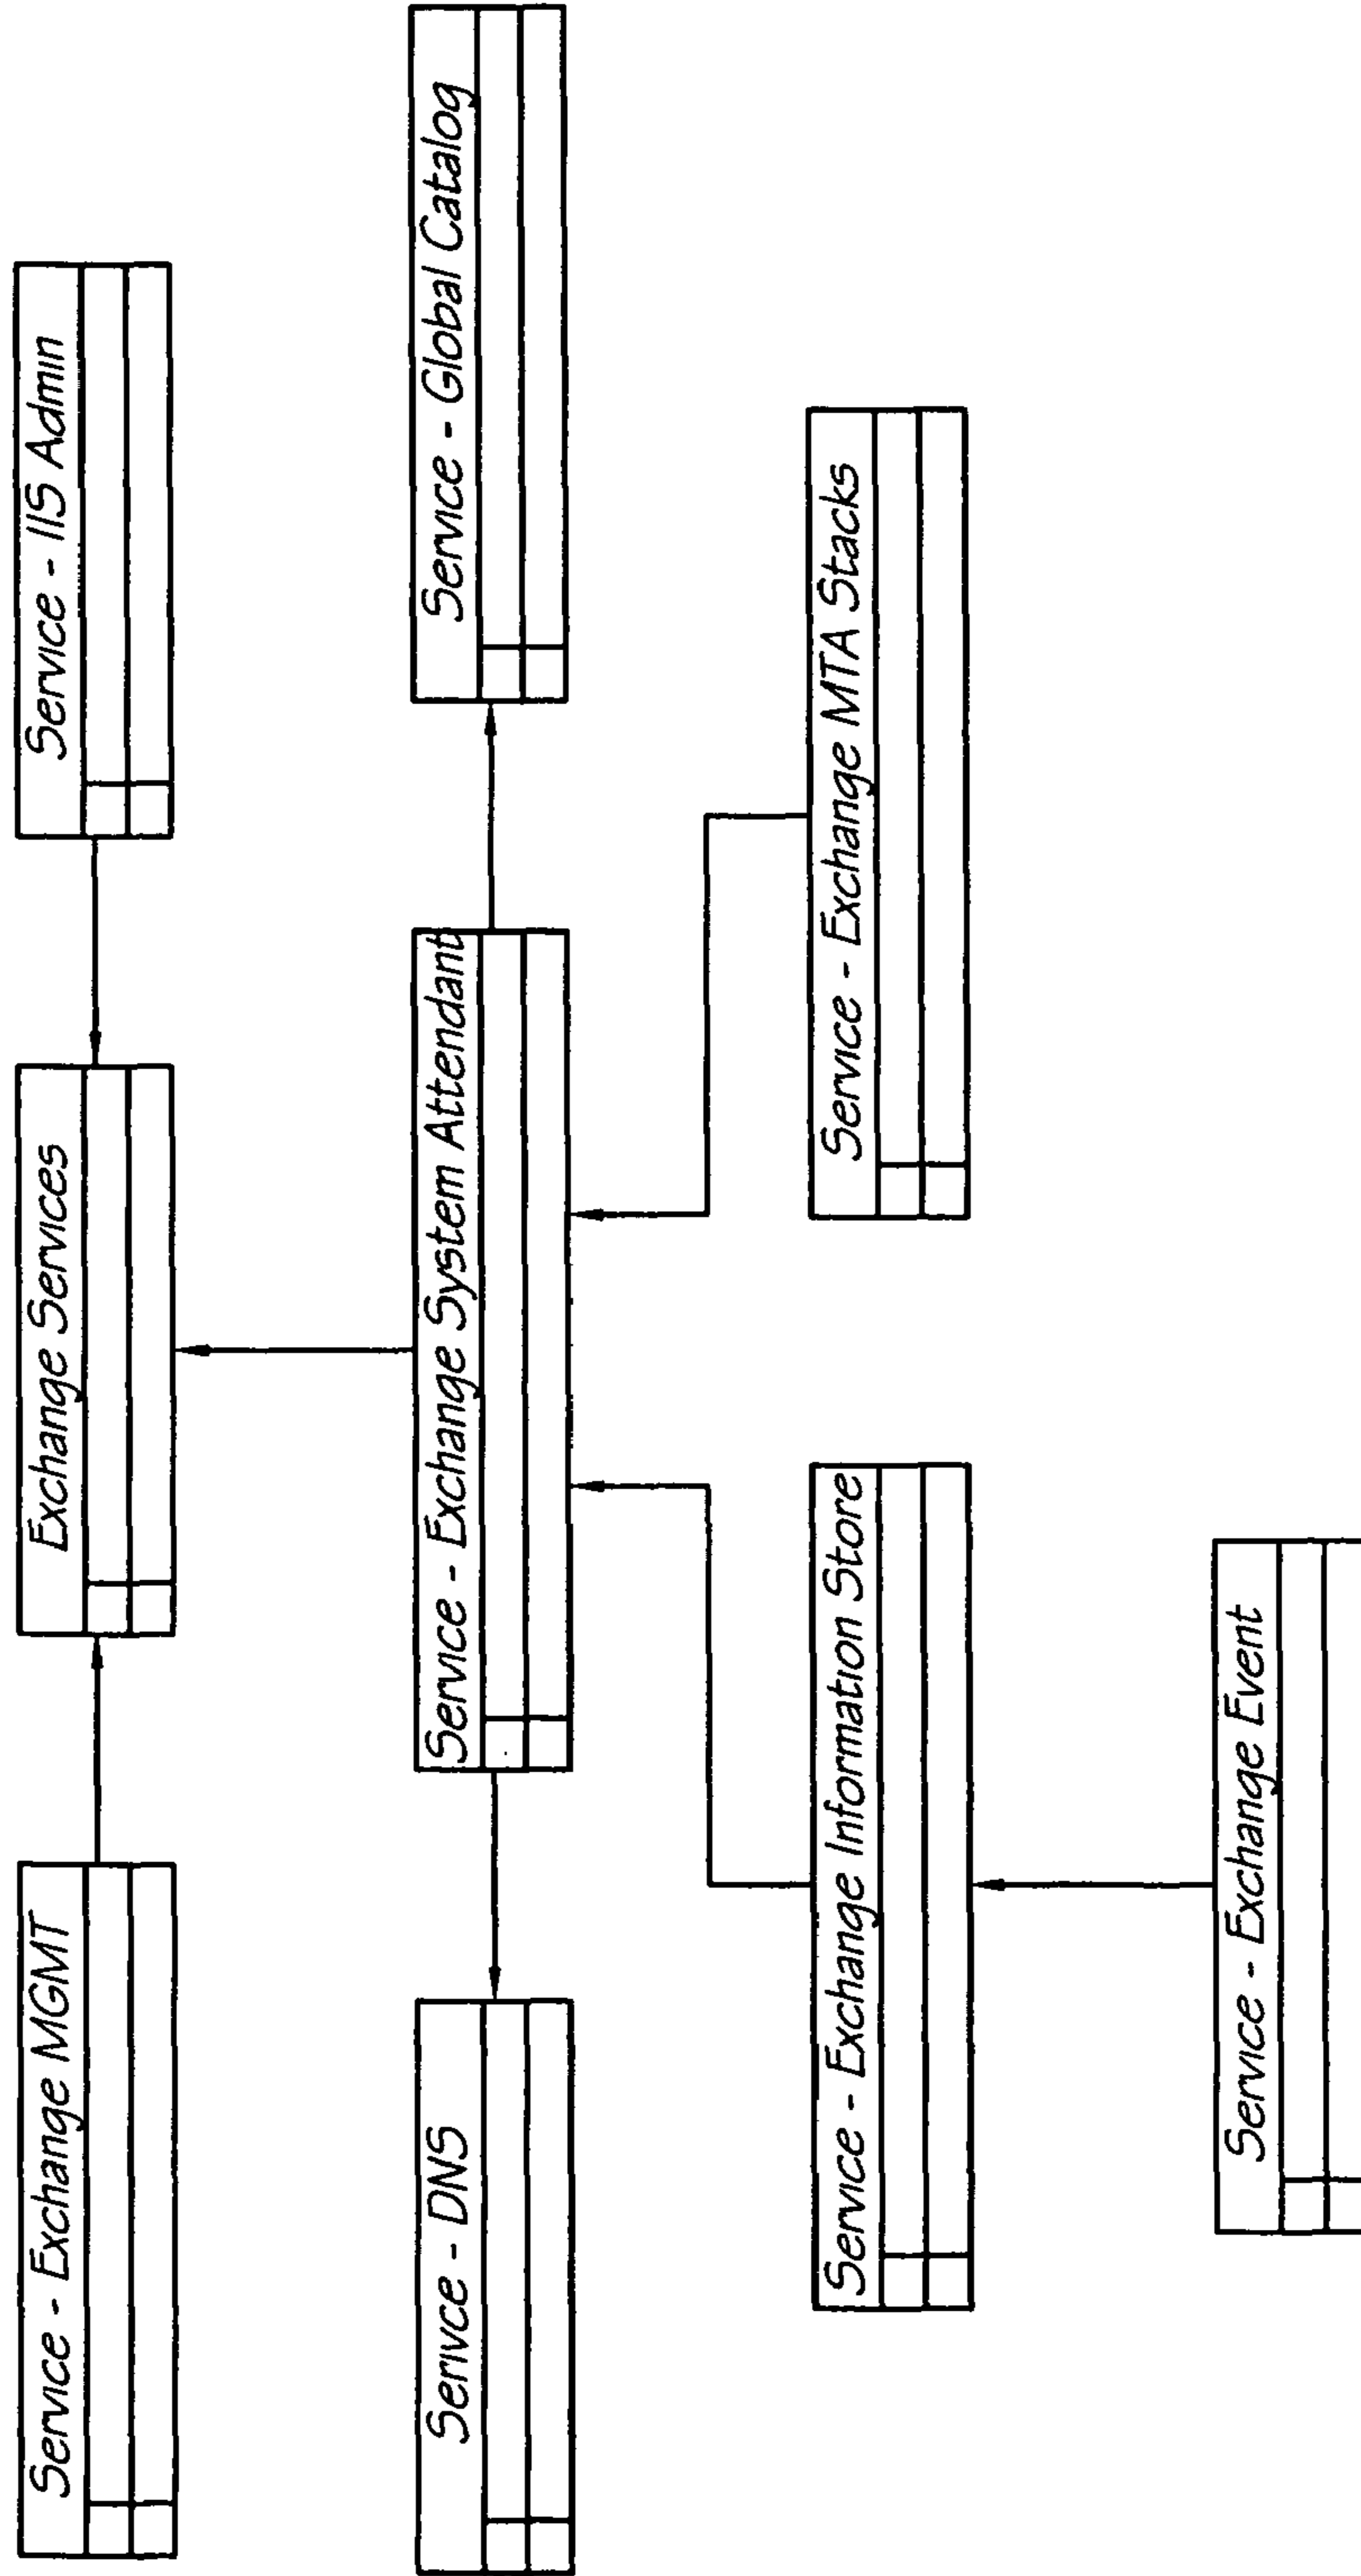 Service - Exchange MGMT
Exchange Services
Service - IIS Admin
Serivce - DNS
Service - Exchange System Attendant
Service - Global Catalog
Service - Exchange Information Store
Service - Exchange MTA Stacks
Service - Exchange Event